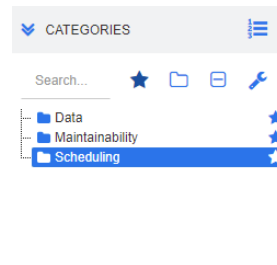 CATEGORIES
Search...
Data
Maintainability
Scheduling